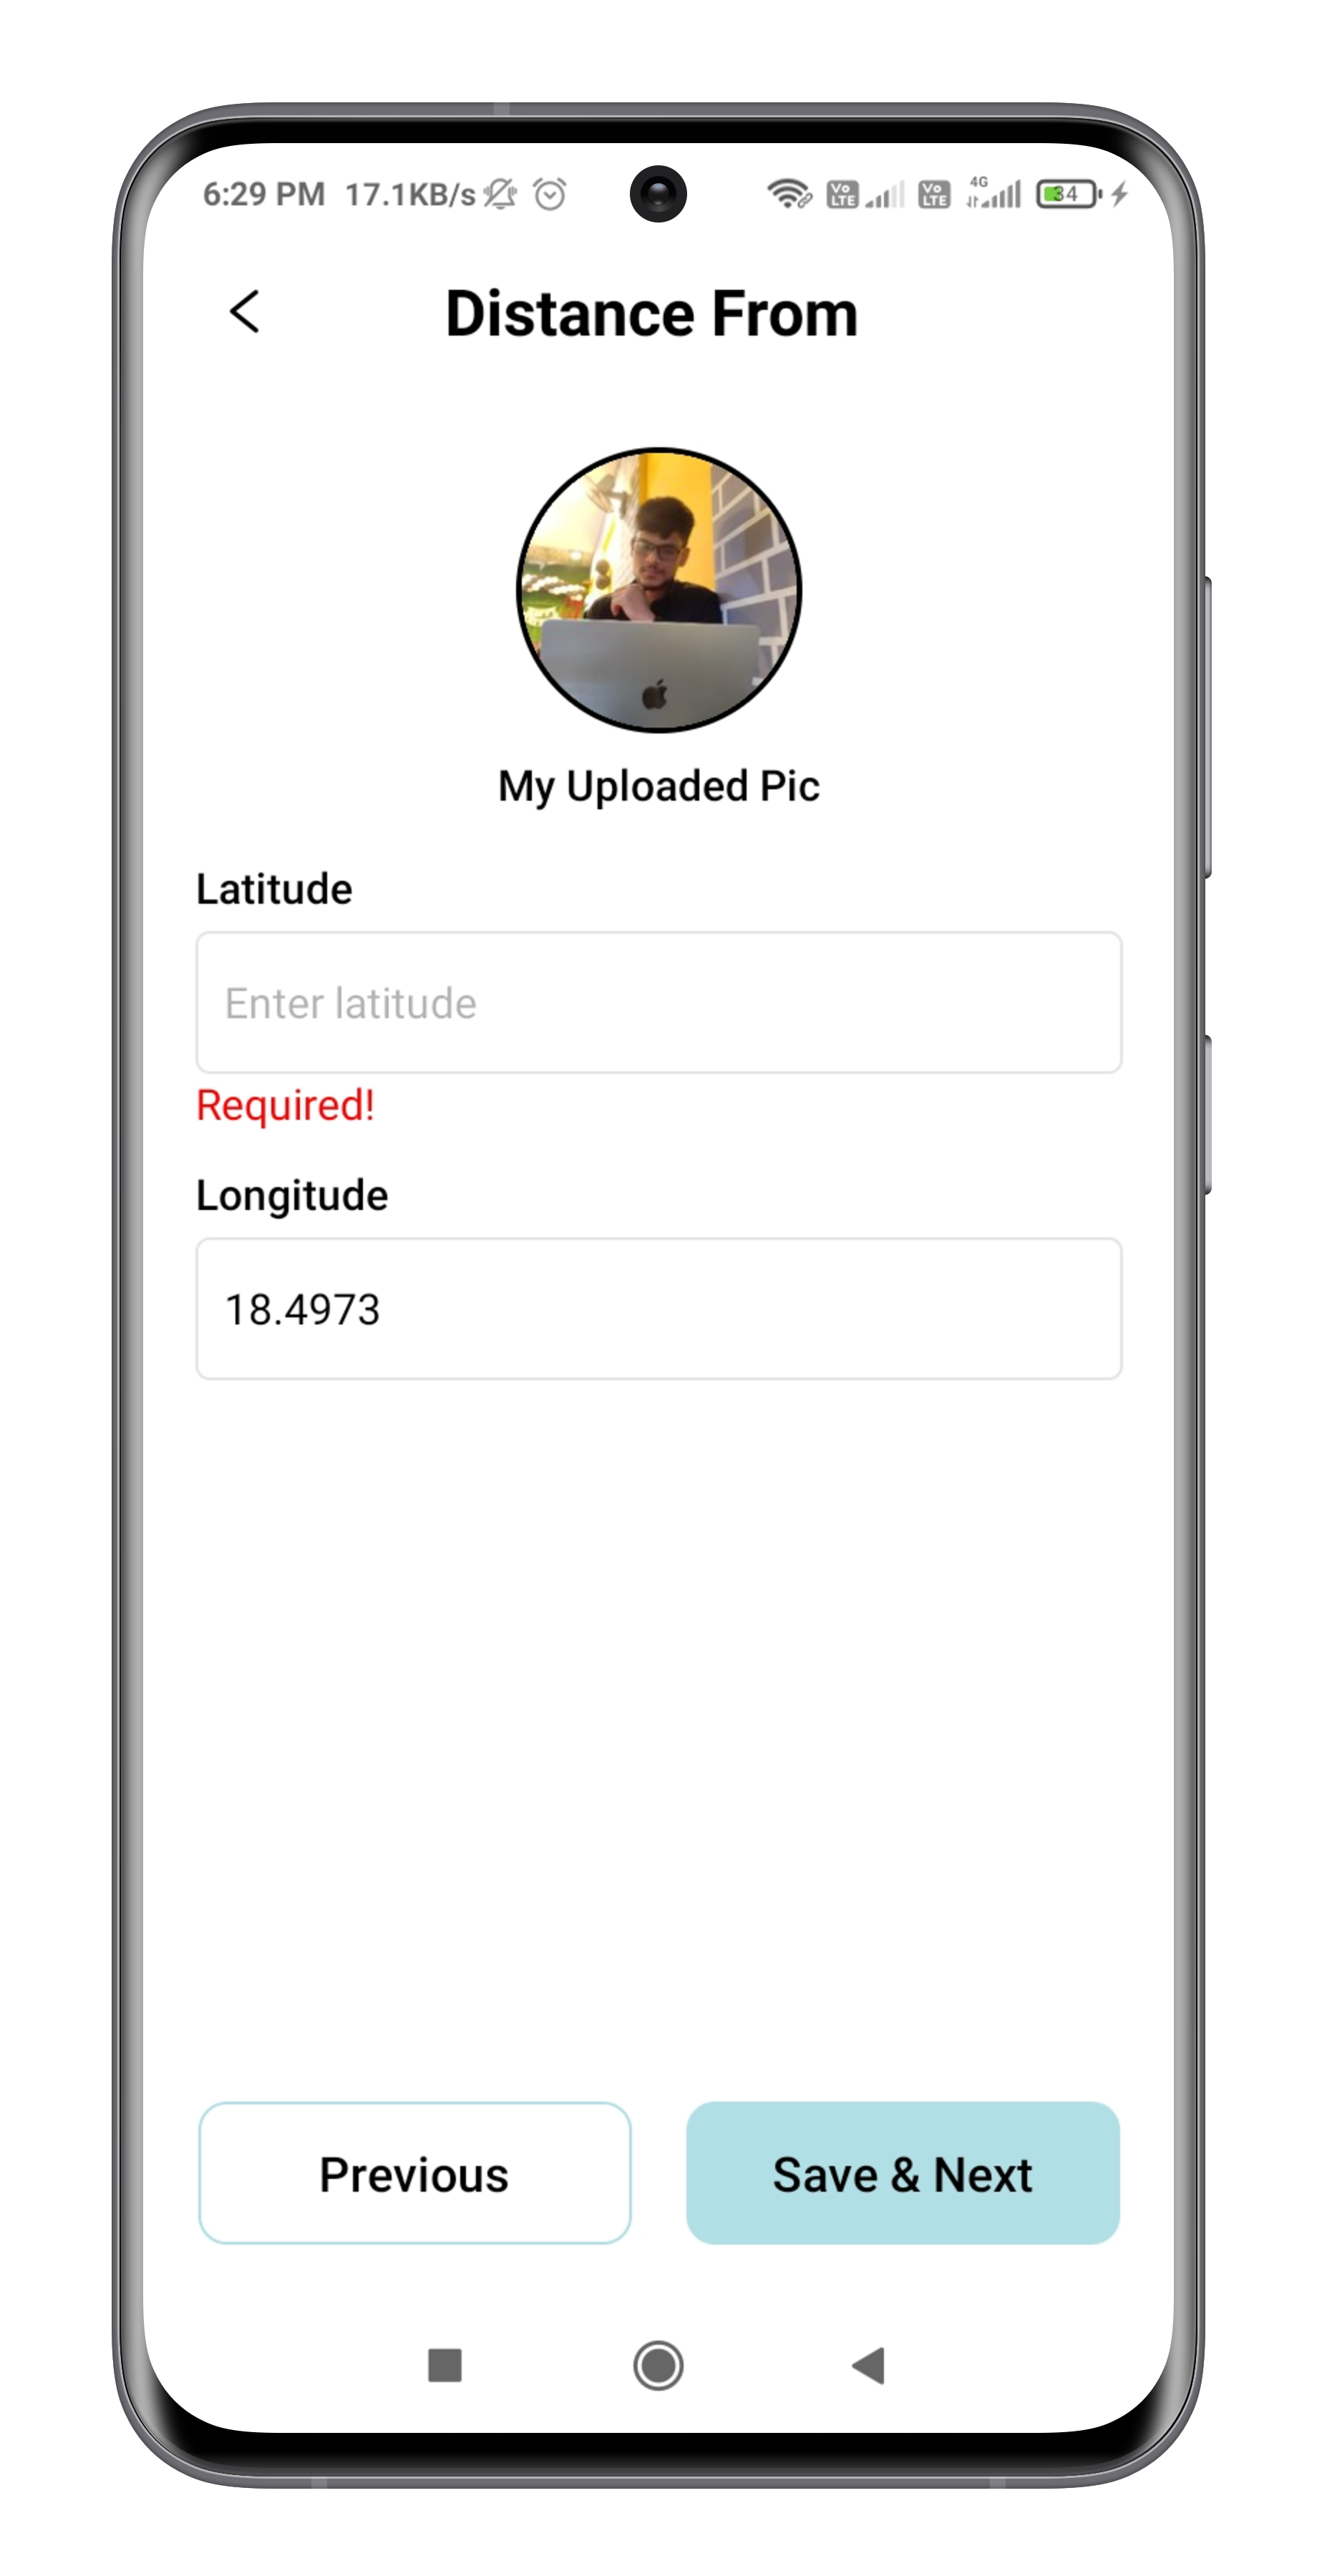 6:29 PM 17.1KB/s Vo LTE Vo LTE 4G 34
Distance From
My Uploaded Pic
Latitude
Enter latitude
Required!
Longitude
18.4973
Previous Save & Next